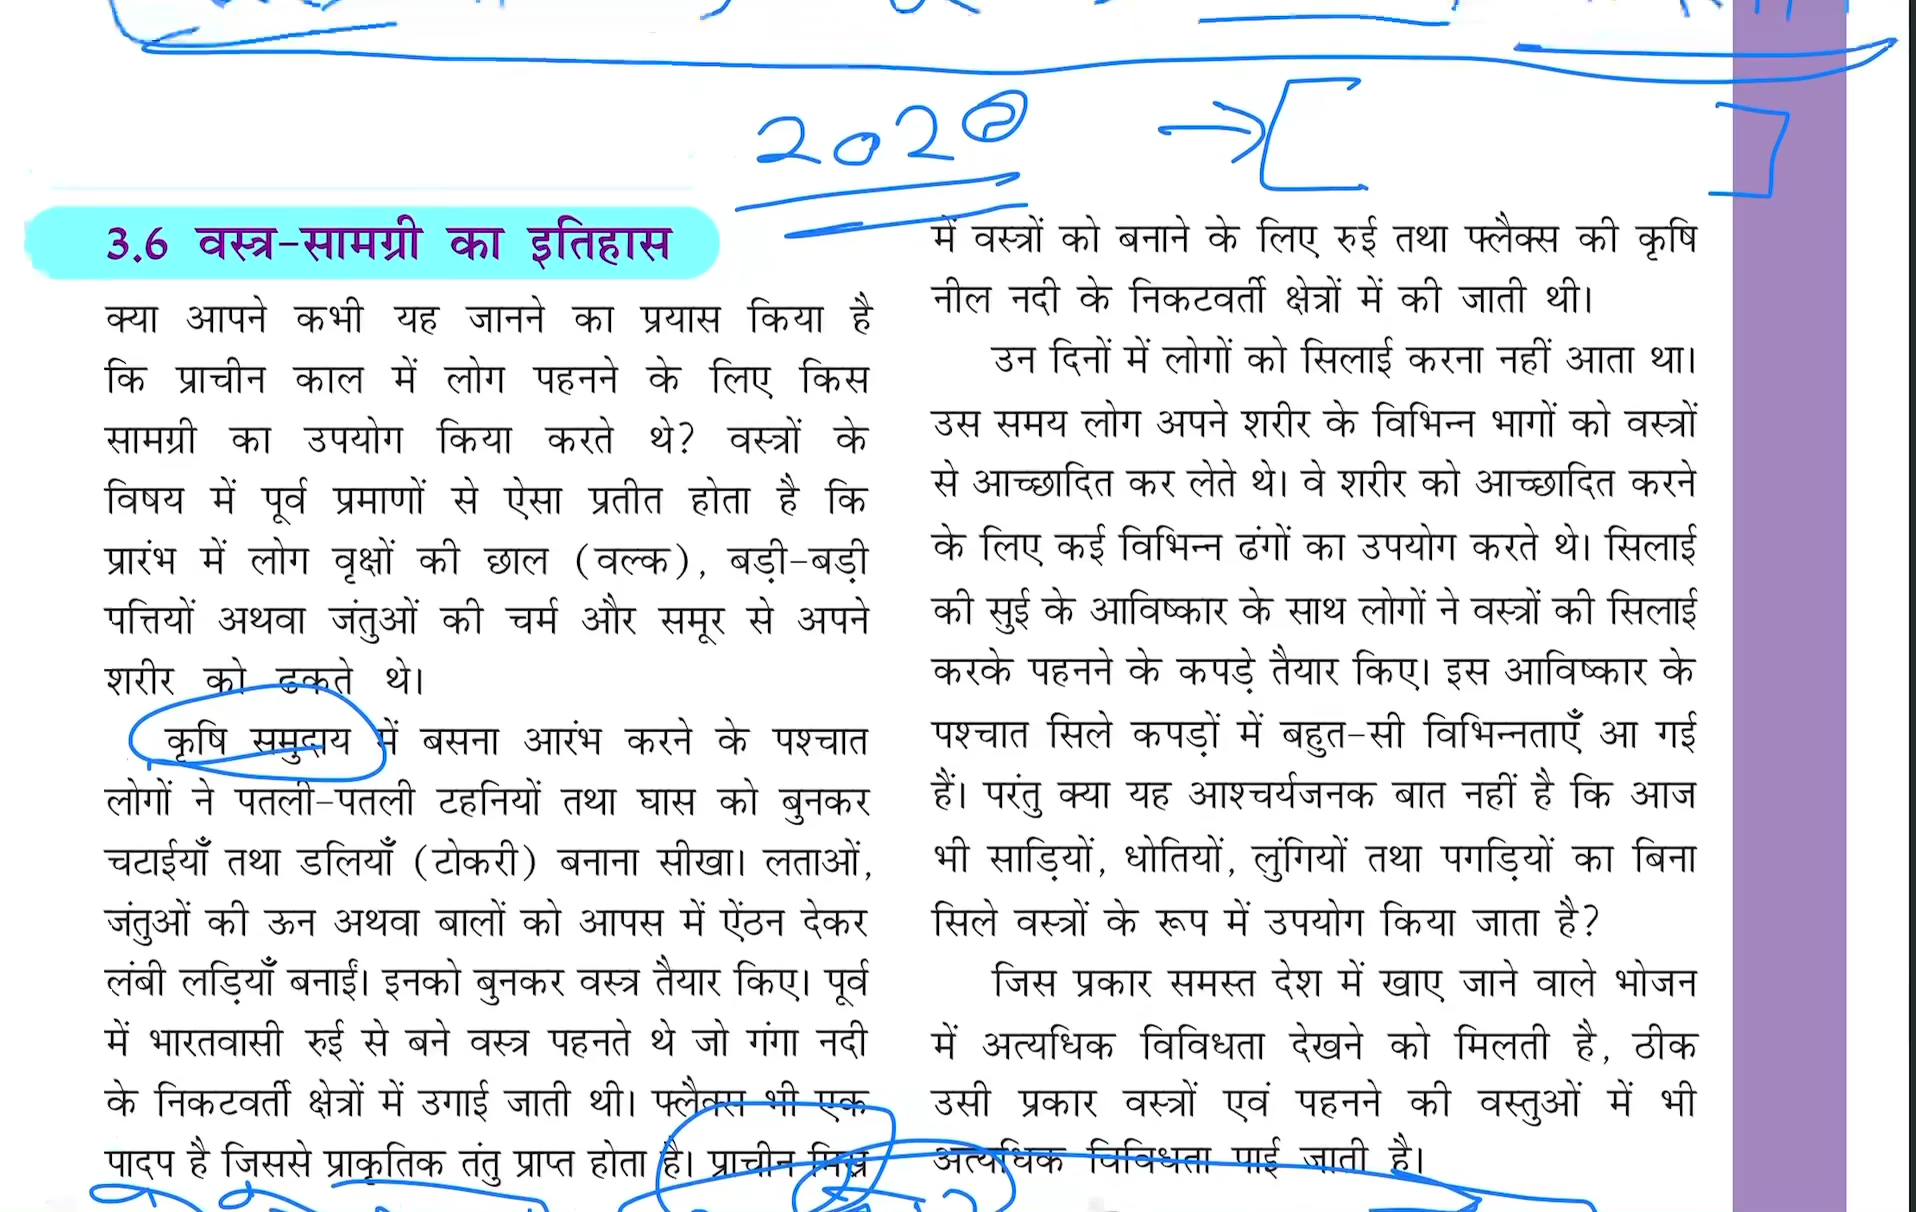 3.6 वस्त्र-सामग्री का इतिहास
क्या आपने कभी यह जानने का प्रयास किया है
कि प्राचीन काल में लोग पहनने के लिए किस
सामग्री का उपयोग किया करते थे? वस्त्रों के
विषय में पूर्व प्रमाणों से ऐसा प्रतीत होता है कि
प्रारंभ में लोग वृक्षों की छाल (वल्क), बड़ी-बड़ी
पत्तियों अथवा जंतुओं की चर्म और समूर से अपने
शरीर को ढकते थे।
कृषि समुदाय में बसना आरंभ करने के पश्चात
लोगों ने पतली-पतली टहनियों तथा घास को बुनकर
चटाईयाँ तथा डलियाँ (टोकरी) बनाना सीखा। लताओं,
जंतुओं की ऊन अथवा बालों को आपस में ऐंठन देकर
लंबी लड़ियाँ बनाईं। इनको बुनकर वस्त्र तैयार किए। पूर्व
में भारतवासी रुई से बने वस्त्र पहनते थे जो गंगा नदी
के निकटवर्ती क्षेत्रों में उगाई जाती थी। फ्लैक्स भी एक
पादप है जिससे प्राकृतिक तंतु प्राप्त होता है। प्राचीन मिस्र
में वस्त्रों को बनाने के लिए रुई तथा फ्लैक्स की कृषि
नील नदी के निकटवर्ती क्षेत्रों में की जाती थी।
उन दिनों में लोगों को सिलाई करना नहीं आता था।
उस समय लोग अपने शरीर के विभिन्न भागों को वस्त्रों
से आच्छादित कर लेते थे। वे शरीर को आच्छादित करने
के लिए कई विभिन्न ढंगों का उपयोग करते थे। सिलाई
की सुई के आविष्कार के साथ लोगों ने वस्त्रों की सिलाई
करके पहनने के कपड़े तैयार किए। इस आविष्कार के
पश्चात सिले कपड़ों में बहुत-सी विभिन्नताएँ आ गई
हैं। परंतु क्या यह आश्चर्यजनक बात नहीं है कि आज
भी साड़ियों, धोतियों, लुंगियों तथा पगड़ियों का बिना
सिले वस्त्रों के रूप में उपयोग किया जाता है?
जिस प्रकार समस्त देश में खाए जाने वाले भोजन
में अत्यधिक विविधता देखने को मिलती है, ठीक
उसी प्रकार वस्त्रों एवं पहनने की वस्तुओं में भी
अत्यधिक विविधता पाई जाती है।